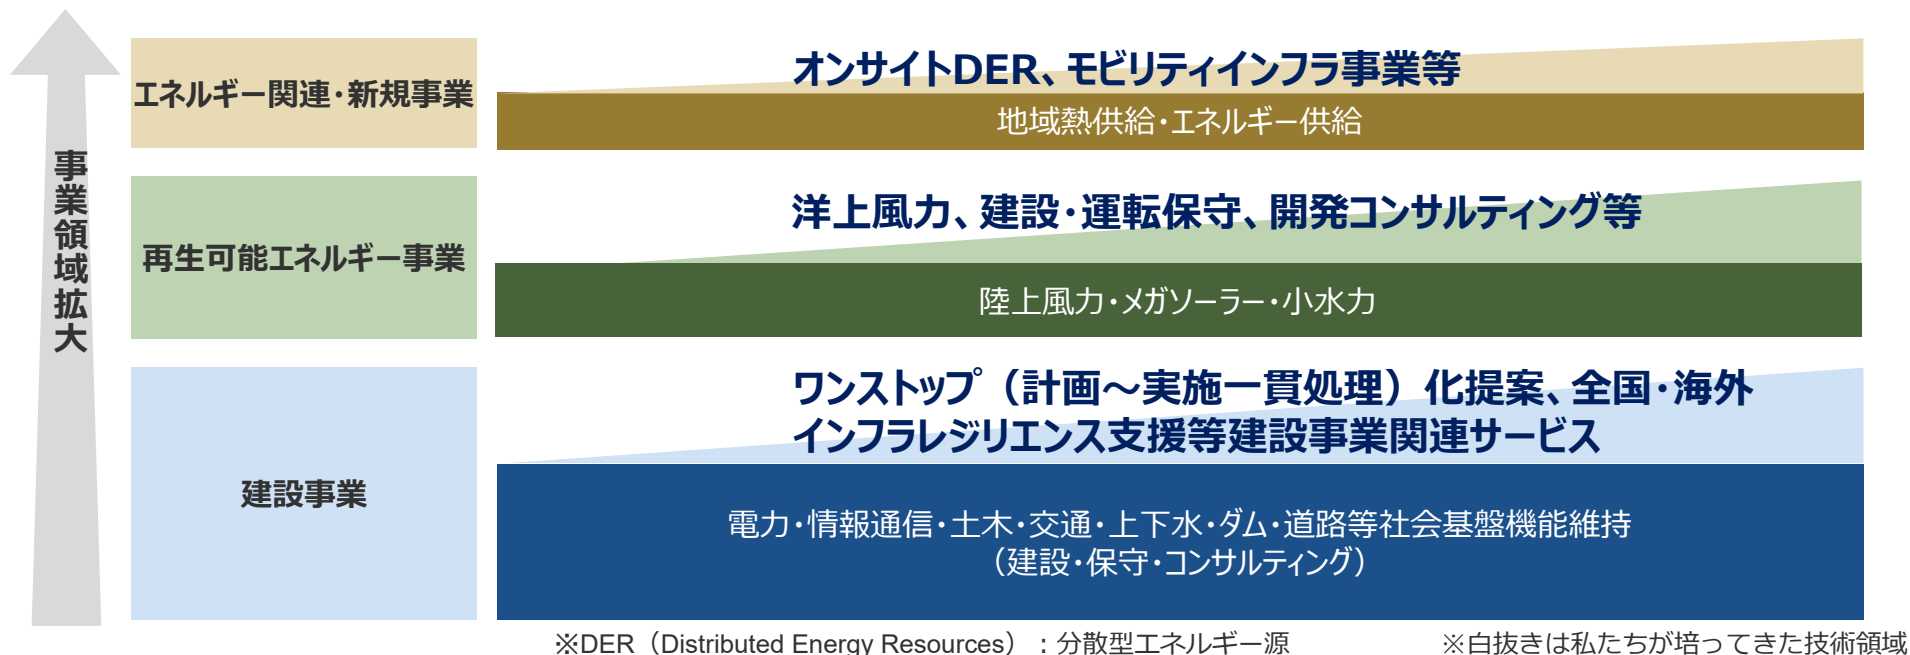 事業領域拡大
エネルギー関連・新規事業
オンサイトDER、モビリティインフラ事業等
地域熱供給・エネルギー供給
再生可能エネルギー事業
洋上風力、建設・運転保守、開発コンサルティング等
陸上風力・メガソーラー・小水力
建設事業
ワンストップ（計画～実施一貫処理）化提案、全国・海外
インフラレジリエンス支援等建設事業関連サービス
電力・情報通信・土木・交通・上下水・ダム・道路等社会基盤機能維持
（建設・保守・コンサルティング）
※DER（Distributed Energy Resources）：分散型エネルギー源
※白抜きは私たちが培ってきた技術領域